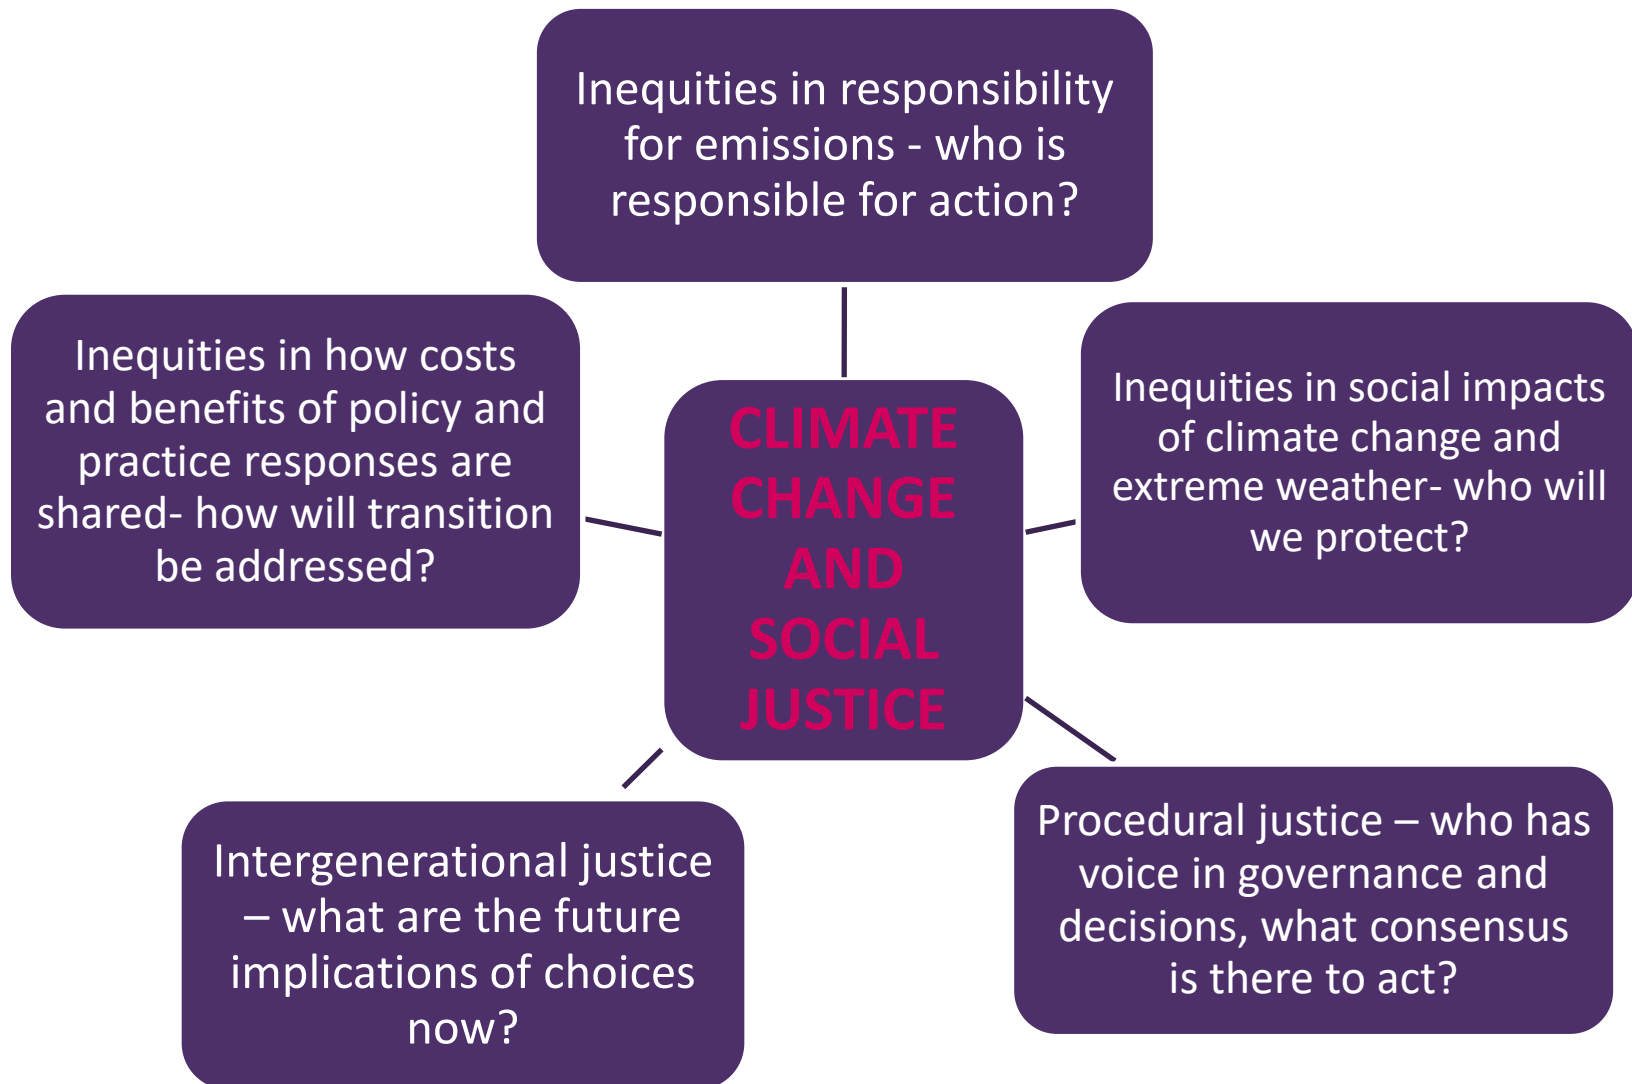 Inequities in responsibility
for emissions - who is
responsible for action?
Inequities in how costs
and benefits of policy and
practice responses are
shared- how will transition
be addressed?
CLIMATE
CHANGE
AND
SOCIAL
JUSTICE
Inequities in social impacts
of climate change and
extreme weather- who will
we protect?
Intergenerational justice
– what are the future
implications of choices
now?
Procedural justice – who has
voice in governance and
decisions, what consensus
is there to act?